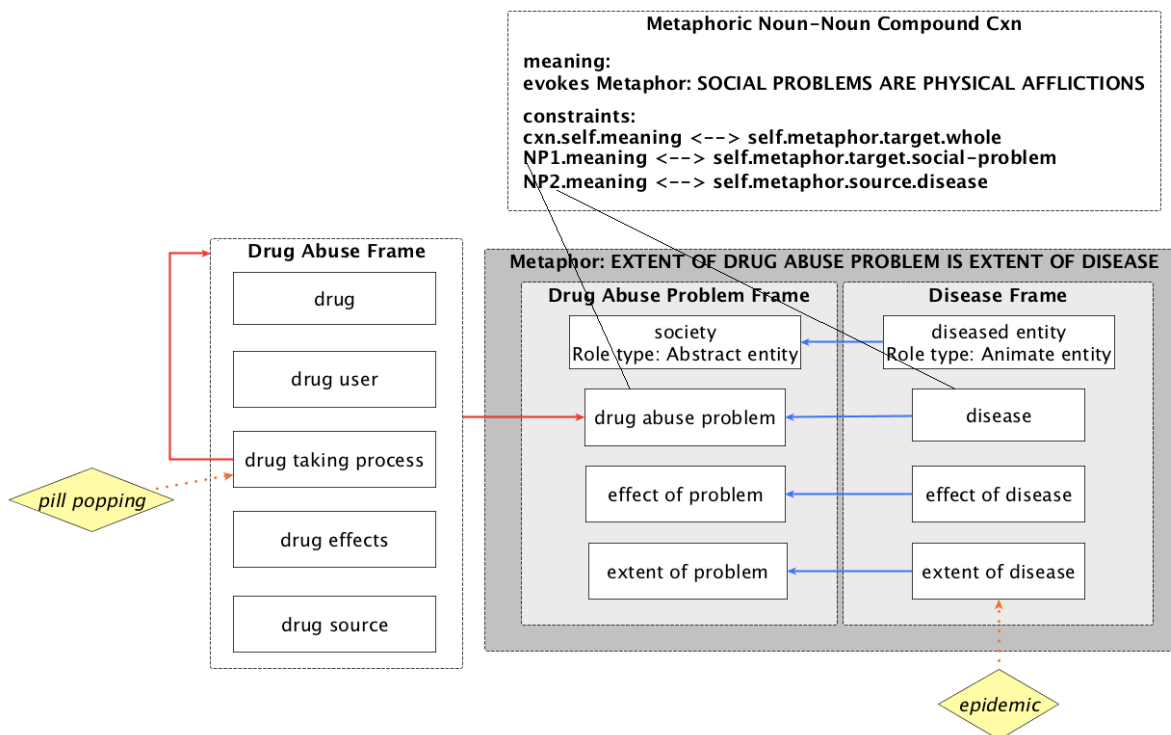 Metaphoric Noun-Noun Compound Cxn
meaning:
evokes Metaphor: SOCIAL PROBLEMS ARE PHYSICAL AFFLICTIONS
constraints:
cxn.self.meaning <--> self.metaphor.target.whole
NP1.meaning <--> self.metaphor.target.social-problem
NP2.meaning <--> self.metaphor.source.disease
Drug Abuse Frame
drug
drug user
drug taking process
drug effects
drug source
pill popping
Metaphor: EXTENT OF DRUG ABUSE PROBLEM IS EXTENT OF DISEASE
Drug Abuse Problem Frame
society
Role type: Abstract entity
drug abuse problem
effect of problem
extent of problem
Disease Frame
diseased entity
Role type: Animate entity
disease
effect of disease
extent of disease
epidemic